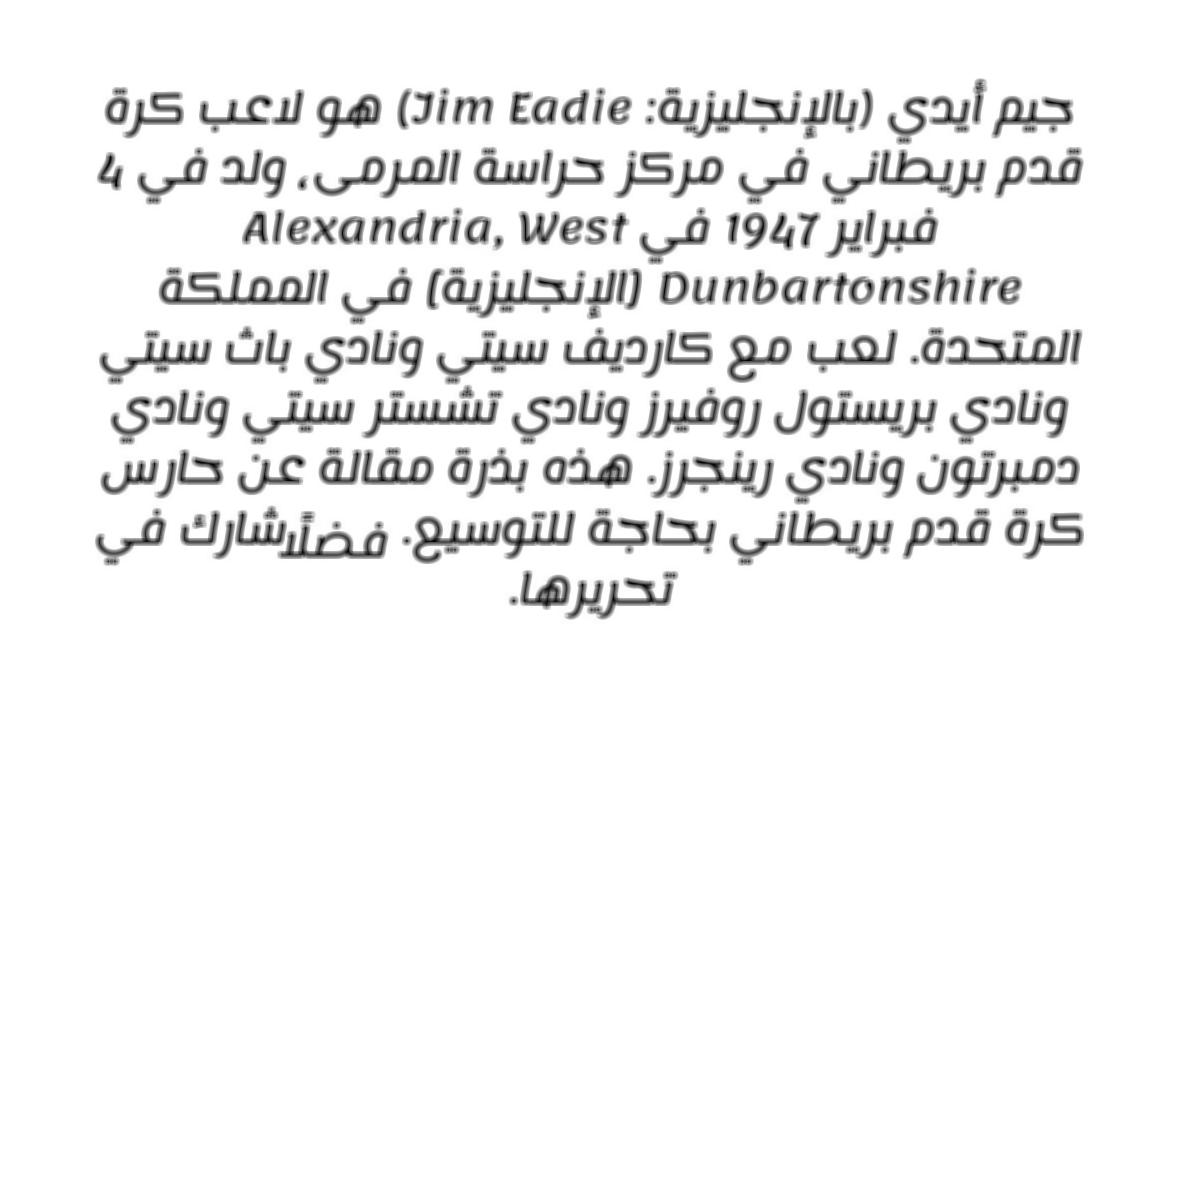 جيم أيدي (بالإنجليزية: Jim Eadie) هو لاعب كرة
قدم بريطاني في مركز حراسة المرمى، ولد في 4
فبراير 1947 في Alexandria, West
Dunbartonshire (الإنجليزية) في المملكة
المتحدة. لعب مع كارديف سيتي ونادي باث سيتي
ونادي بريستول روفيرز ونادي تشستر سيتي ونادي
دمبرتون ونادي رينجرز. هذه بذرة مقالة عن حارس
كرة قدم بريطاني بحاجة للتوسيع. فضلًاشارك في
تحريرها.